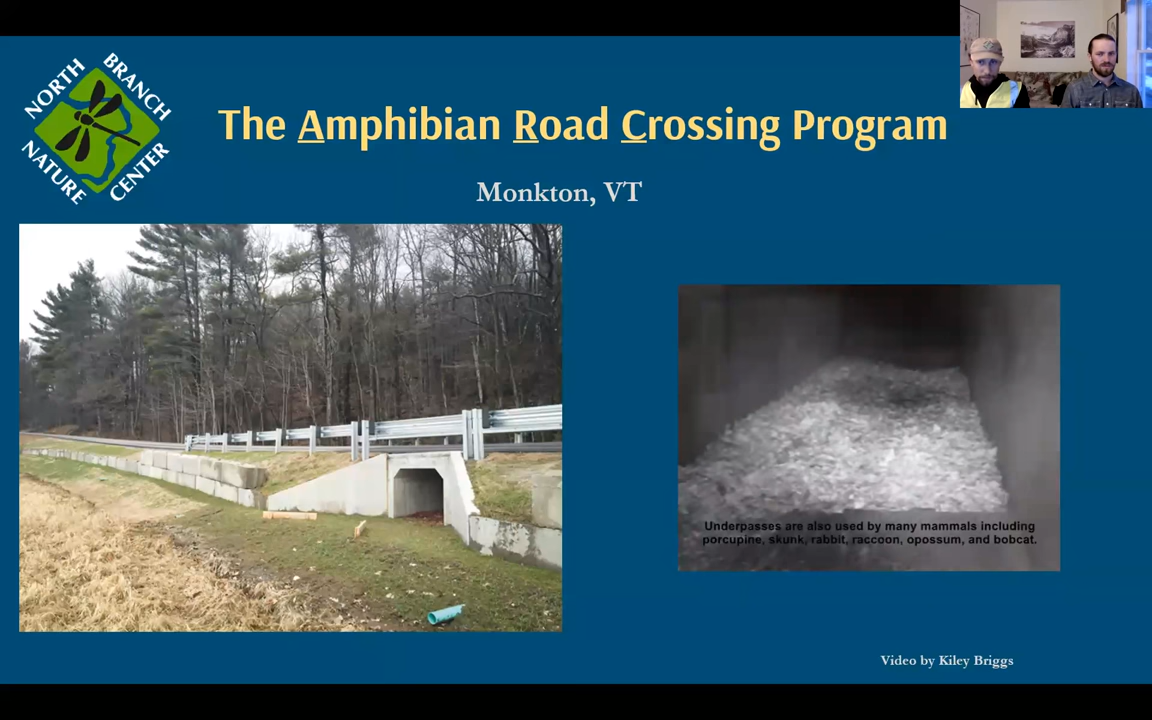 NORTH BRANCH
NATURE CENTER
The Amphibian Road Crossing Program
Monkton, VT
Underpasses are also used by many mammals including
porcupine, skunk, rabbit, raccoon, opossum, and bobcat.
Video by Kiley Briggs